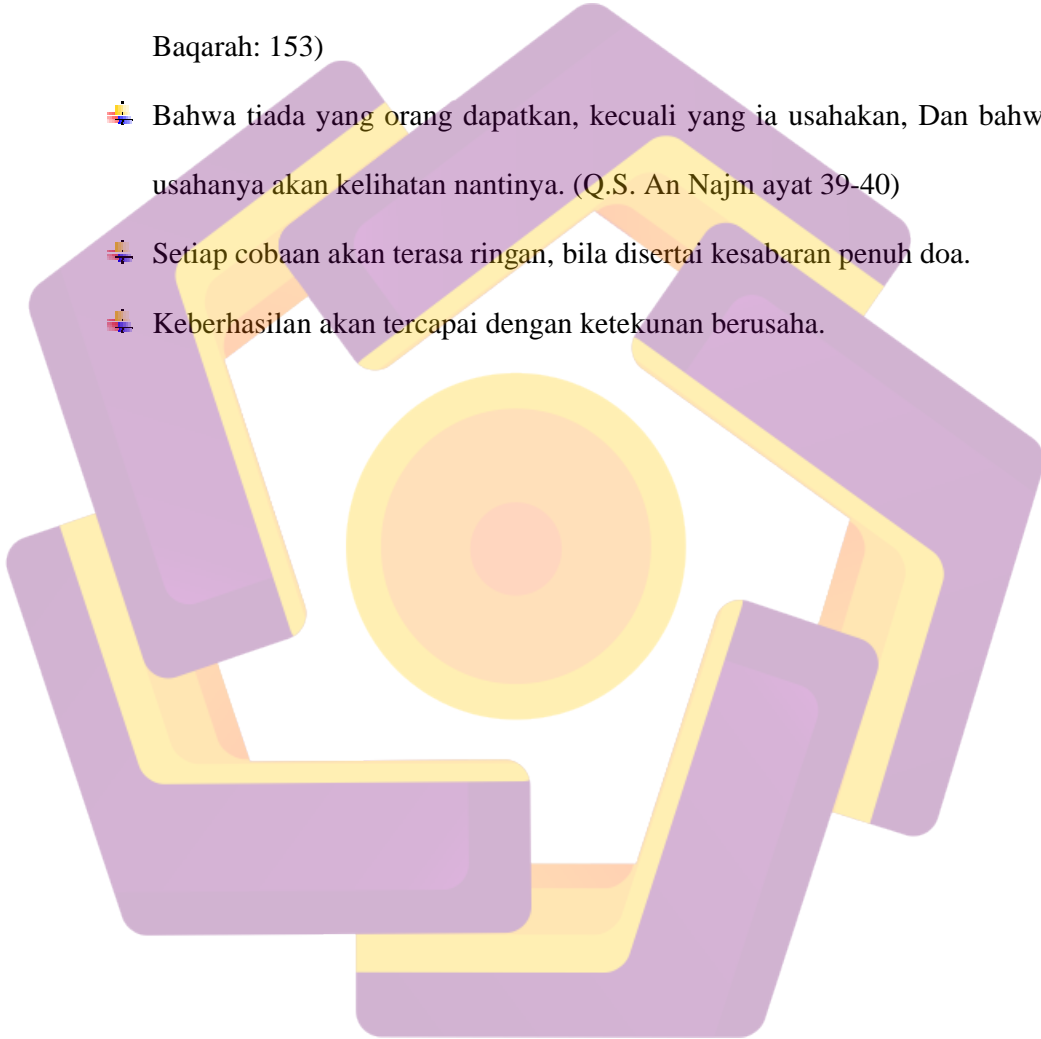 Baqarah: 153)
Bahwa tiada yang orang dapatkan, kecuali yang ia usahakan, Dan bahw
usahanya akan kelihatan nantinya. (Q.S. An Najm ayat 39-40)
Setiap cobaan akan terasa ringan, bila disertai kesabaran penuh doa.
Keberhasilan akan tercapai dengan ketekunan berusaha.